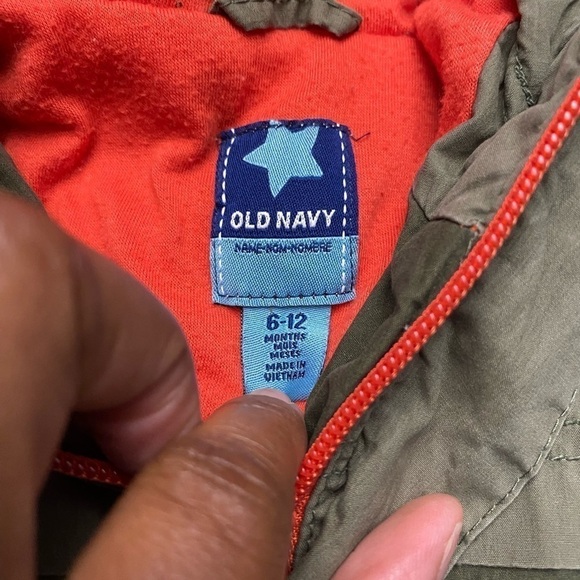 OLD NAVY
NAME-NOM-NOMBRE
6-12
MONTHS
MOIS
MESES
MADE IN
VIETNAM